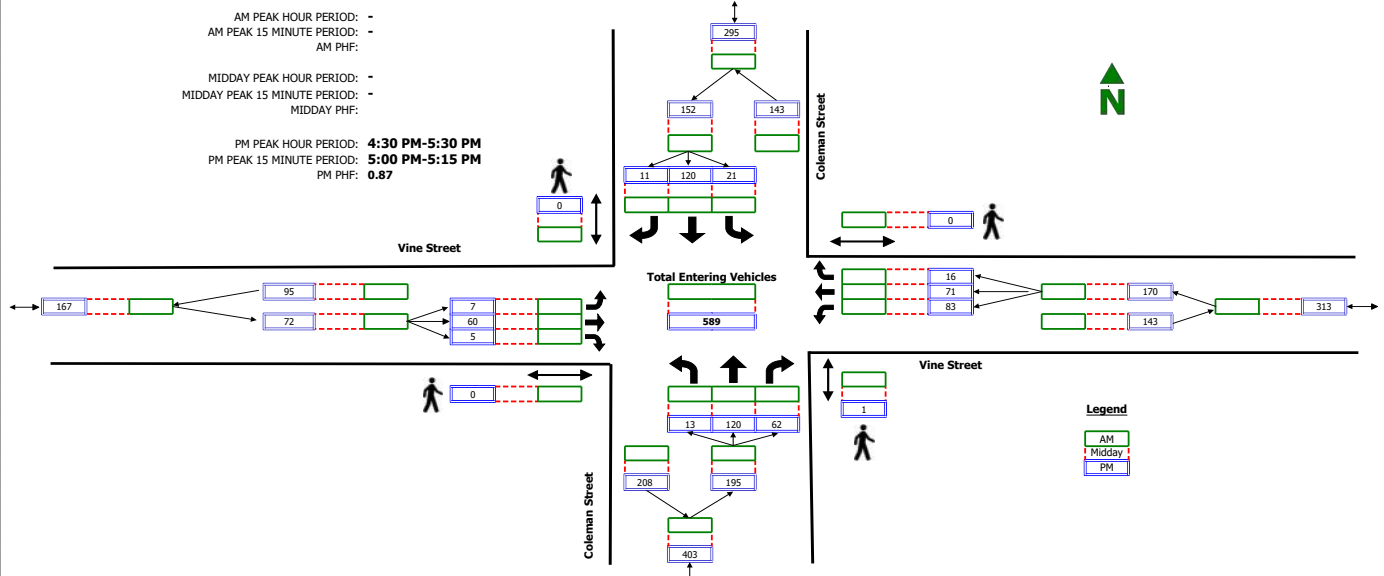 AM PEAK HOUR PERIOD: -
AM PEAK 15 MINUTE PERIOD: -
AM PHF:
MIDDAY PEAK HOUR PERIOD: -
MIDDAY PEAK 15 MINUTE PERIOD: -
MIDDAY PHF:
PM PEAK HOUR PERIOD: 4:30 PM-5:30 PM
PM PEAK 15 MINUTE PERIOD: 5:00 PM-5:15 PM
PM PHF: 0.87
295
152 143
11 120 21
Coleman Street
N
0
0
Vine Street
Total Entering Vehicles
589
167
95
72
7
60
5
16
71
83
170
143
313
Vine Street
0
1
13 120 62
208 195
403
Coleman Street
Legend
AM
Midday
PM